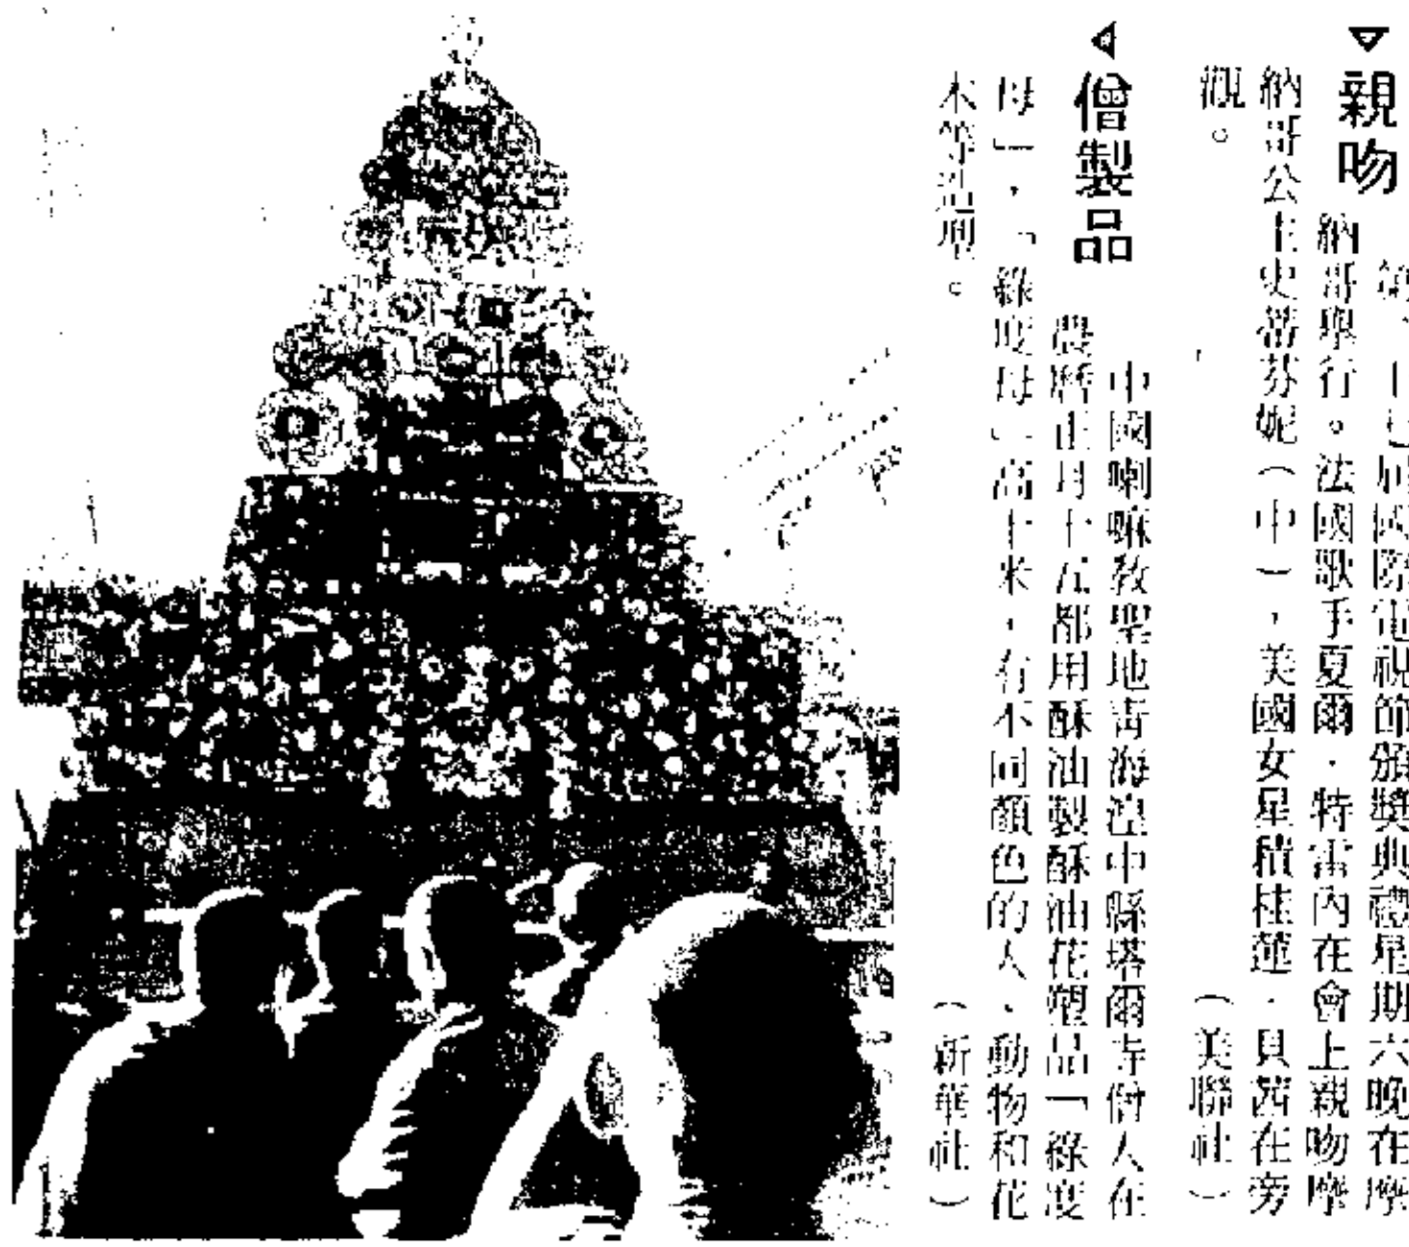 ▽親吻
第三十七屆國際電視節頒獎典禮星期六晚在摩
納哥舉行。法國歌手夏爾·特雷內在會上親吻摩
納哥公主史蒂芬妮（中），美國女星積桂蓮·貝茜在旁
觀。
（美聯社）
◁僧製品
中國喇嘛教聖地青海湟中縣塔爾寺僧人在
農曆正月十五都用酥油製酥油花塑品「綠度
母」，「綠度母」高十米，有不同顏色的人、動物和花
木等造型。
（新華社）